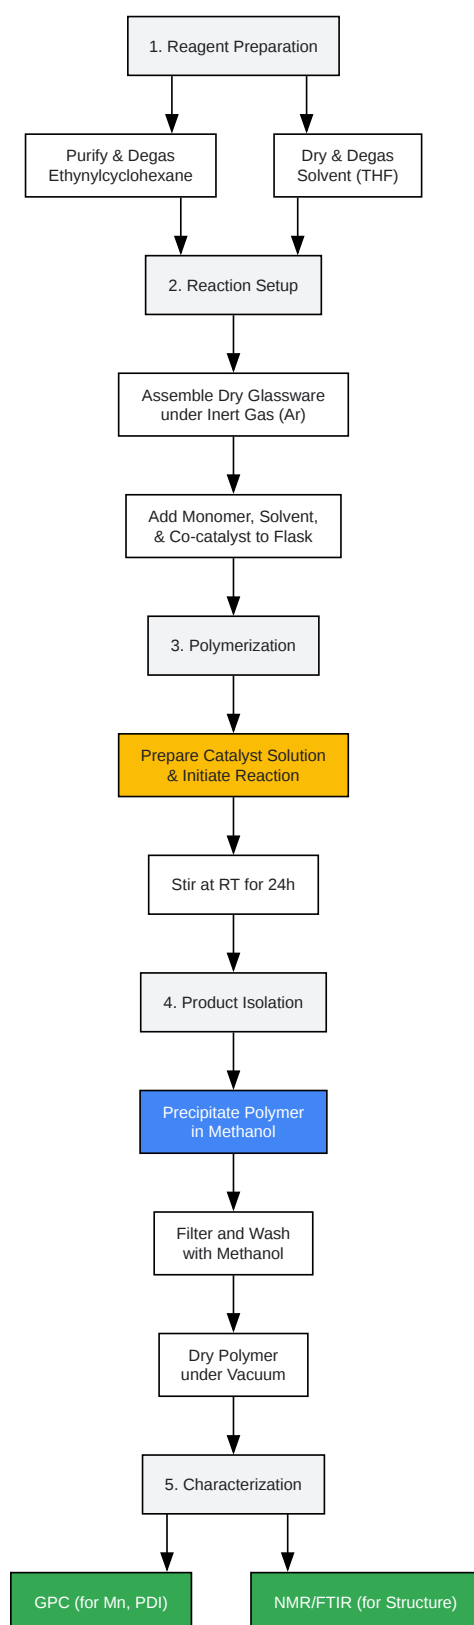 1. Reagent Preparation
Purify & Degas
Ethynylcyclohexane
Dry & Degas
Solvent (THF)
2. Reaction Setup
Assemble Dry Glassware
under Inert Gas (Ar)
Add Monomer, Solvent,
& Co-catalyst to Flask
3. Polymerization
Prepare Catalyst Solution
& Initiate Reaction
Stir at RT for 24h
4. Product Isolation
Precipitate Polymer
in Methanol
Filter and Wash
with Methanol
Dry Polymer
under Vacuum
5. Characterization
GPC (for Mn, PDI)
NMR/FTIR (for Structure)